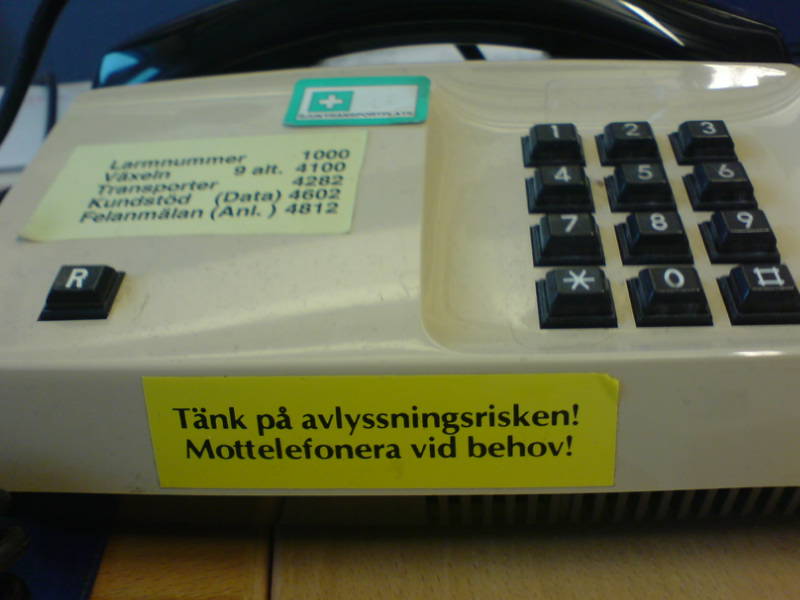 SJUKTRANSPORTPLATS
Larmnummer 1000
Växeln 9 alt. 4100
Transporter 4282
Kundstöd (Data) 4602
Felanmälan (Anl. ) 4812
1 2 3
4 5 6
R 7 8 9
* 0 #
Tänk på avlyssningsrisken!
Mottelefonera vid behov!